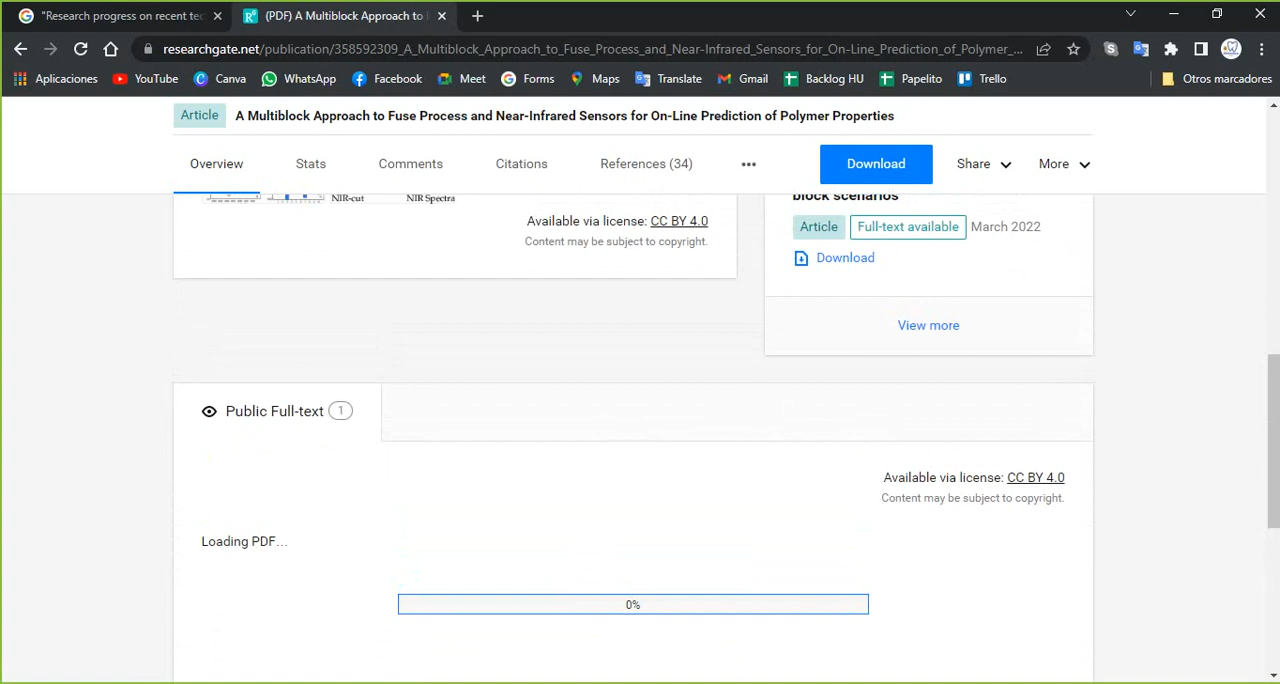 "Research progress on recent tec
(PDF) A Multiblock Approach to
researchgate.net/publication/358592309_A_Multiblock_Approach_to_Fuse_Process_and_Near-Infrared_Sensors_for_On-Line_Prediction_of_Polymer_...
Aplicaciones YouTube Canva WhatsApp Facebook Meet Forms Maps Translate Gmail Backlog HU Papelito Trello Otros marcadores
Article A Multiblock Approach to Fuse Process and Near-Infrared Sensors for On-Line Prediction of Polymer Properties
Overview Stats Comments Citations References (34) ••• Download Share More
NIR-cut NIR Spectra
Available via license: CC BY 4.0
Content may be subject to copyright.
block scenarios
Article Full-text available March 2022
Download
View more
Public Full-text 1
Available via license: CC BY 4.0
Content may be subject to copyright.
Loading PDF…
0%